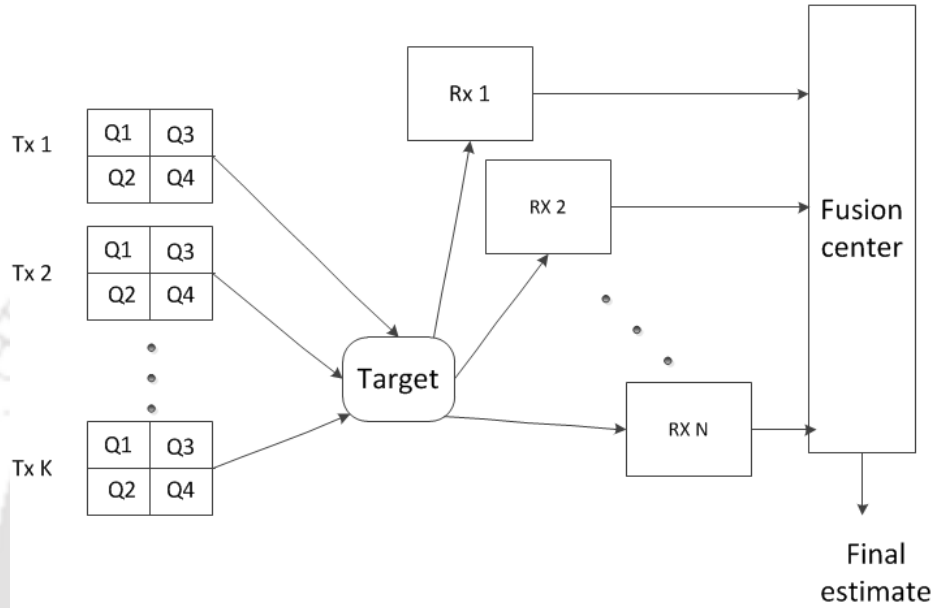 Tx 1
Q1 Q3
Q2 Q4
Tx 2
Q1 Q3
Q2 Q4
Tx K
Q1 Q3
Q2 Q4
Target
Rx 1
RX 2
RX N
Fusion
center
Final
estimate